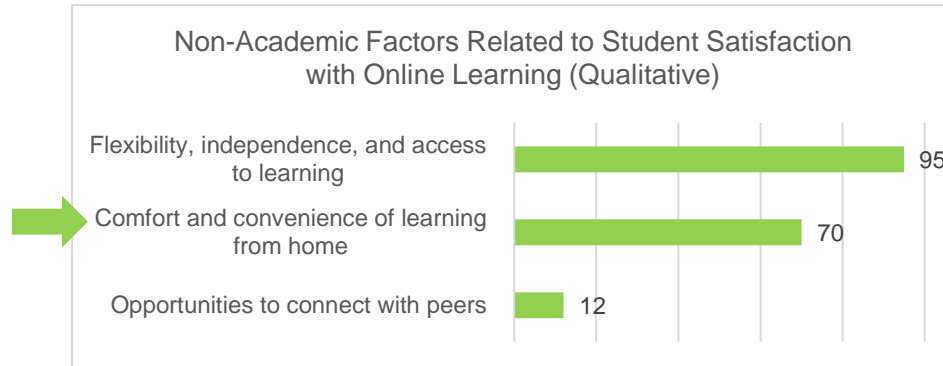 Non-Academic Factors Related to Student Satisfaction
with Online Learning (Qualitative)
Flexibility, independence, and access
to learning
95
Comfort and convenience of learning
from home
70
Opportunities to connect with peers
12